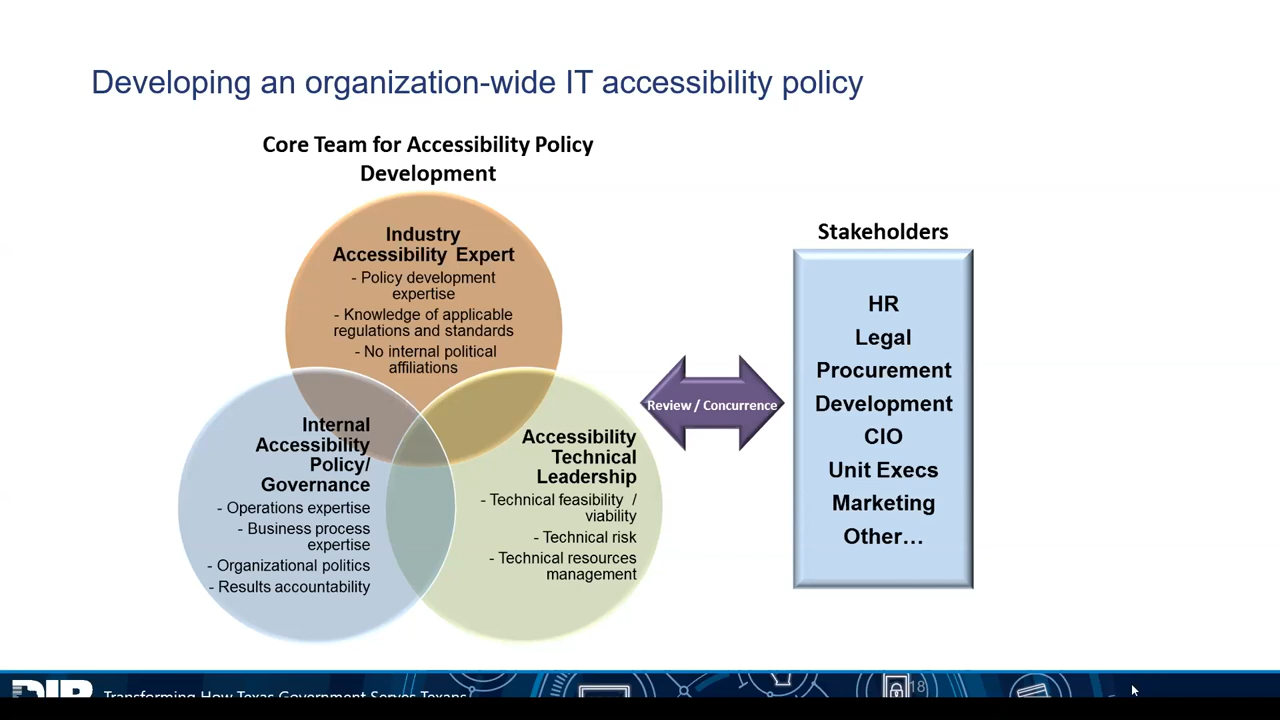 Developing an organization-wide IT accessibility policy
Core Team for Accessibility Policy
Development
Industry
Accessibility Expert
- Policy development
expertise
- Knowledge of applicable
regulations and standards
- No internal political
affiliations
Internal
Accessibility
Policy/
Governance
- Operations expertise
- Business process
expertise
- Organizational politics
- Results accountability
Accessibility
Technical
Leadership
- Technical feasibility /
viability
- Technical risk
- Technical resources
management
Review / Concurrence
Stakeholders
HR
Legal
Procurement
Development
CIO
Unit Execs
Marketing
Other…
DIR
Transforming How Texas Government Serves Texans
18